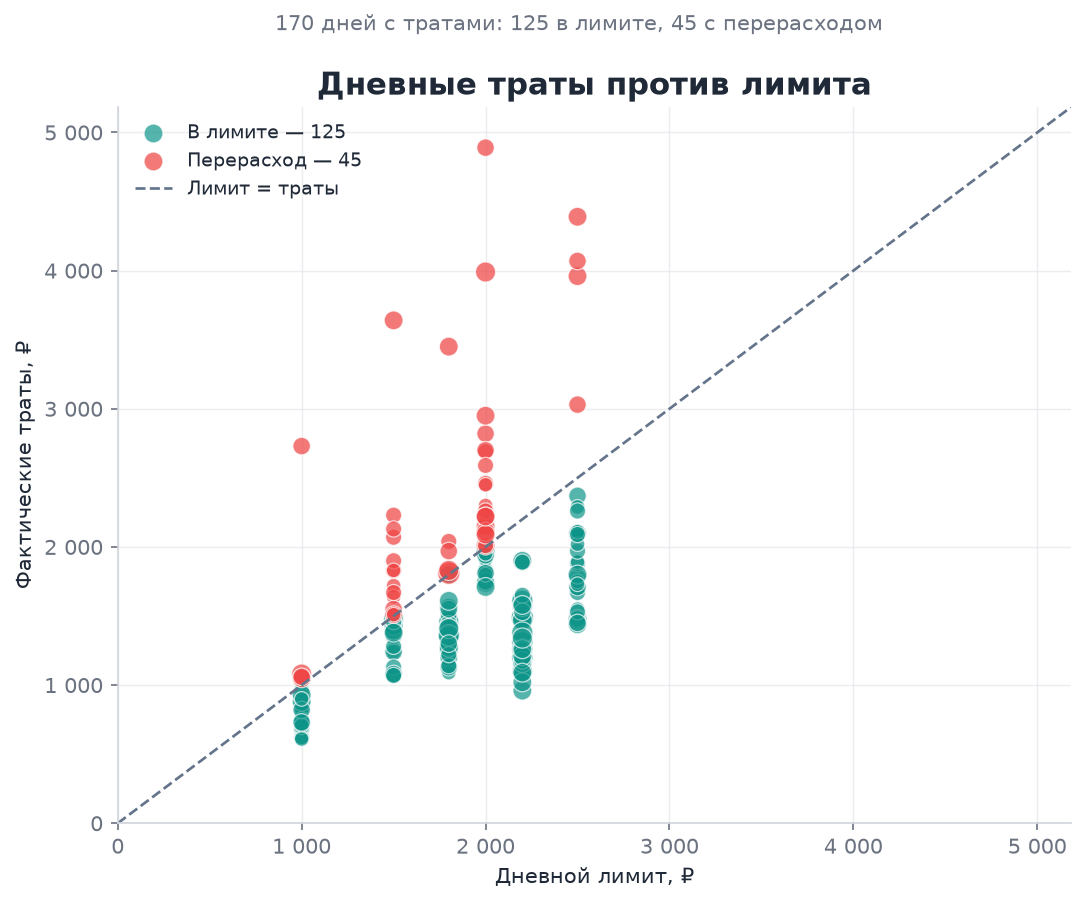 170 дней с тратами: 125 в лимите, 45 с перерасходом
Дневные траты против лимита
В лимите — 125
Перерасход — 45
Лимит = траты
Фактические траты, ₽
5 000
4 000
3 000
2 000
1 000
0
0
1 000
2 000
3 000
4 000
5 000
Дневной лимит, ₽